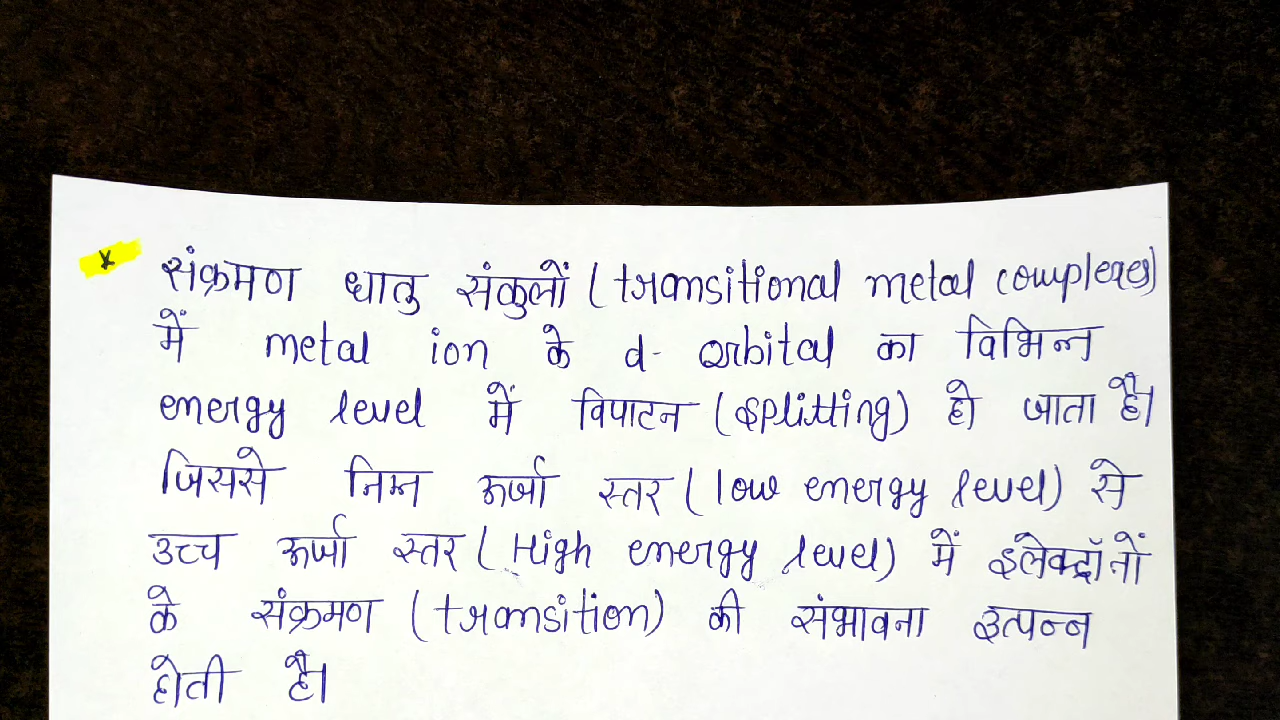 * संक्रमण धातु संकुलों (transitional metal complexes)
में metal ion के d- orbital का विभिन्न
energy level में विपाटन (splitting) हो जाता है।
जिससे निम्न ऊर्जा स्तर (low energy level) से
उच्च ऊर्जा स्तर (High energy level) में इलेक्ट्रॉनों
के संक्रमण (transition) की संभावना उत्पन्न
होती है।